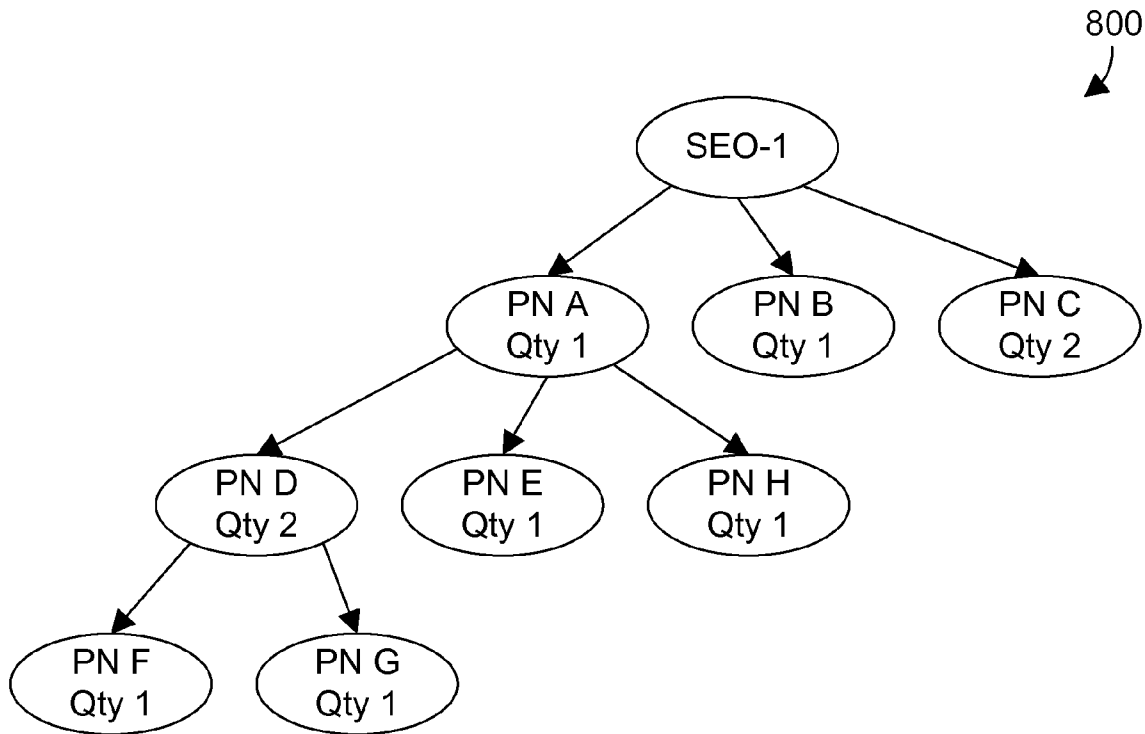 800
SEO-1
PN A
Qty 1
PN B
Qty 1
PN C
Qty 2
PN D
Qty 2
PN E
Qty 1
PN H
Qty 1
PN F
Qty 1
PN G
Qty 1